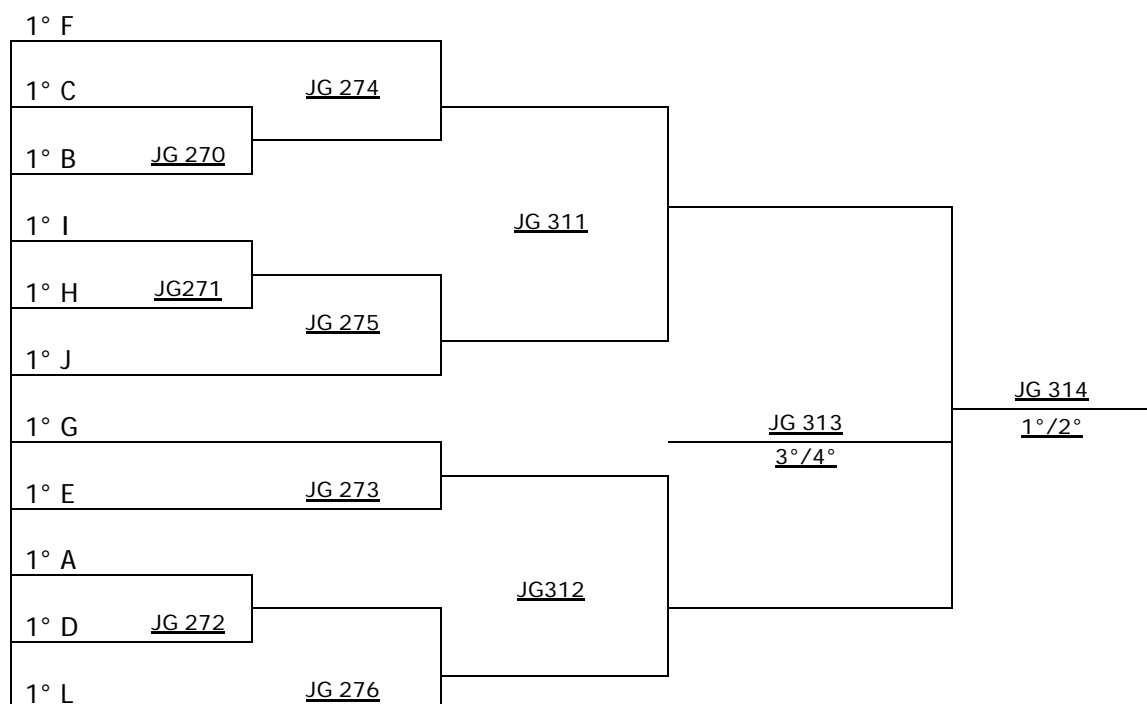 1° F
1° C
JG 274
1° B
JG 270
1° I
JG 311
1° H
JG271
JG 275
1° J
JG 314
1° G
JG 313
1°/2°
3°/4°
1° E
JG 273
1° A
JG312
1° D
JG 272
1° L
JG 276